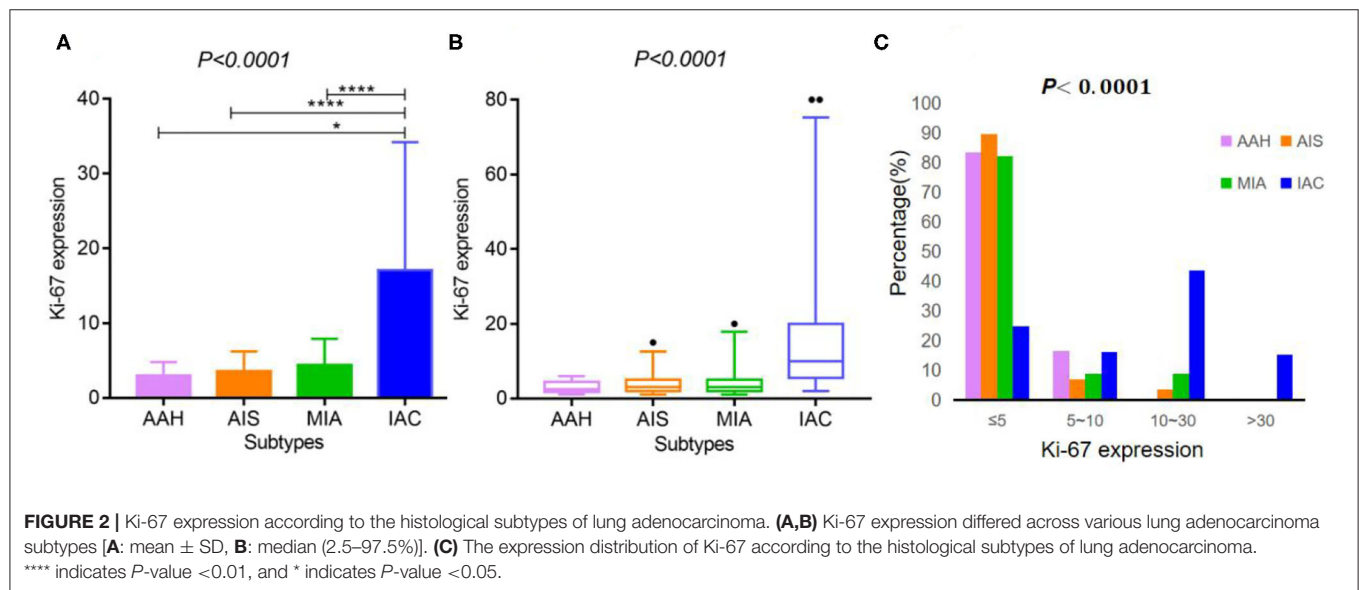 A
P<0.0001
****
****
*
40
30
20
10
0
Ki-67 expression
AAH AIS MIA IAC
Subtypes
B
P<0.0001
80
60
40
20
0
Ki-67 expression
AAH AIS MIA IAC
Subtypes
C
P< 0.0001
100
90
80
70
60
50
40
30
20
10
0
Percentage(%)
AAH AIS
MIA IAC
≤5 5~10 10~30 >30
Ki-67 expression
FIGURE 2 | Ki-67 expression according to the histological subtypes of lung adenocarcinoma. (A,B) Ki-67 expression differed across various lung adenocarcinoma
subtypes [A: mean ± SD, B: median (2.5–97.5%)]. (C) The expression distribution of Ki-67 according to the histological subtypes of lung adenocarcinoma.
**** indicates P-value <0.01, and * indicates P-value <0.05.